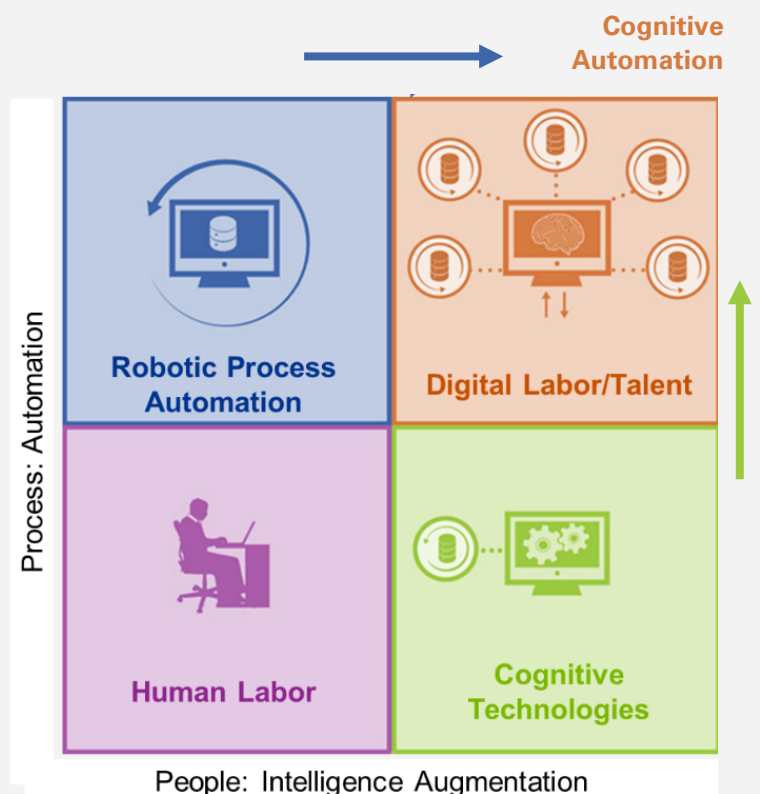 Cognitive
Automation
Robotic Process
Automation
Digital Labor/Talent
Process: Automation
Human Labor
Cognitive
Technologies
People: Intelligence Augmentation